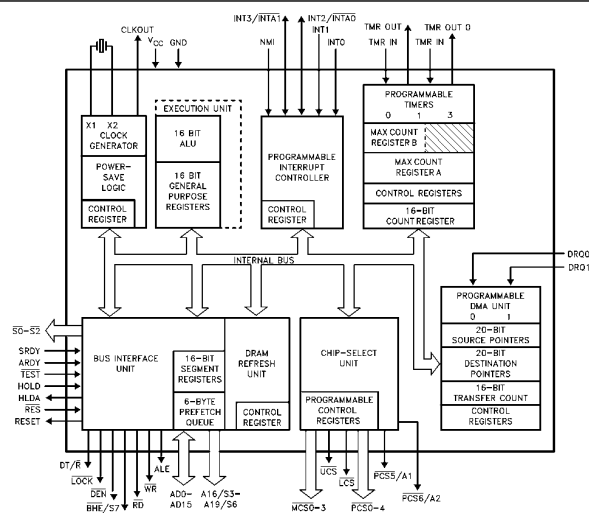 CLKOUT
VCC GND
INT3/INTA1
INT2/INTA0
INT1
NMI
INT0
TMR OUT
TMR OUT 0
TMR IN
TMR IN
X1 X2
CLOCK
GENERATOR
POWER-
SAVE
LOGIC
CONTROL
REGISTER
EXECUTION UNIT
16 BIT
ALU
16 BIT
GENERAL
PURPOSE
REGISTERS
PROGRAMMABLE
INTERRUPT
CONTROLLER
CONTROL
REGISTER
PROGRAMMABLE
TIMERS
0 1 3
MAX COUNT
REGISTER B
MAX COUNT
REGISTER A
CONTROL REGISTERS
16-BIT
COUNT REGISTER
INTERNAL BUS
DRQ0
DRQ1
PROGRAMMABLE
DMA UNIT
0 1
20-BIT
SOURCE POINTERS
20-BIT
DESTINATION
POINTERS
16-BIT
TRANSFER COUNT
CONTROL
REGISTERS
S0-S2
SRDY
ARDY
TEST
HOLD
HLDA
RES
RESET
BUS INTERFACE
UNIT
16-BIT
SEGMENT
REGISTERS
6-BYTE
PREFETCH
QUEUE
DRAM
REFRESH
UNIT
CONTROL
REGISTER
CHIP-SELECT
UNIT
PROGRAMMABLE
CONTROL
REGISTERS
DT/R
LOCK
DEN
BHE/S7
RD
WR
ALE
AD0-
AD15
A16/S3-
A19/S6
MCS0-3
UCS
LCS
PCS0-4
PCS5/A1
PCS6/A2